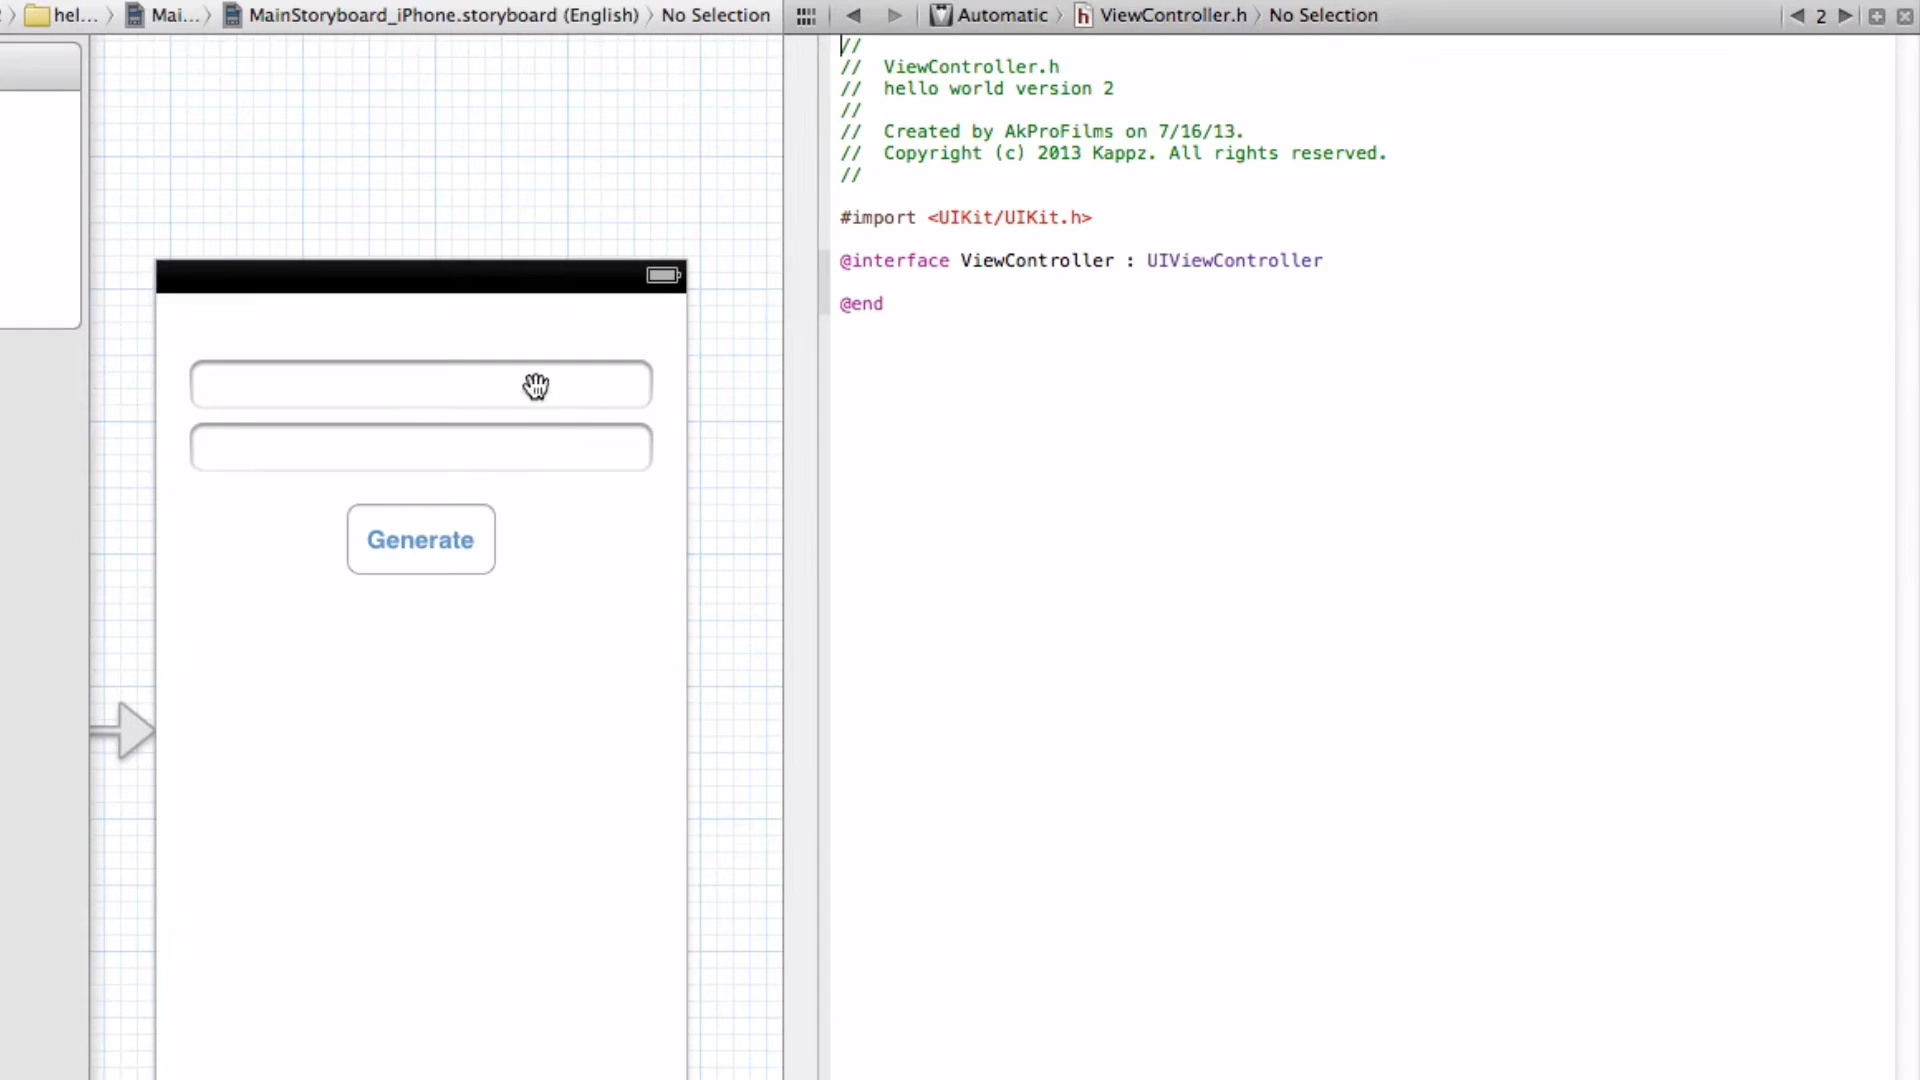 hel... Mai... MainStoryboard_iPhone.storyboard (English) No Selection
Automatic ViewController.h No Selection 2
//
// ViewController.h
// hello world version 2
//
// Created by AkProFilms on 7/16/13.
// Copyright (c) 2013 Kappz. All rights reserved.
//
#import <UIKit/UIKit.h>
@interface ViewController : UIViewController
@end
Generate